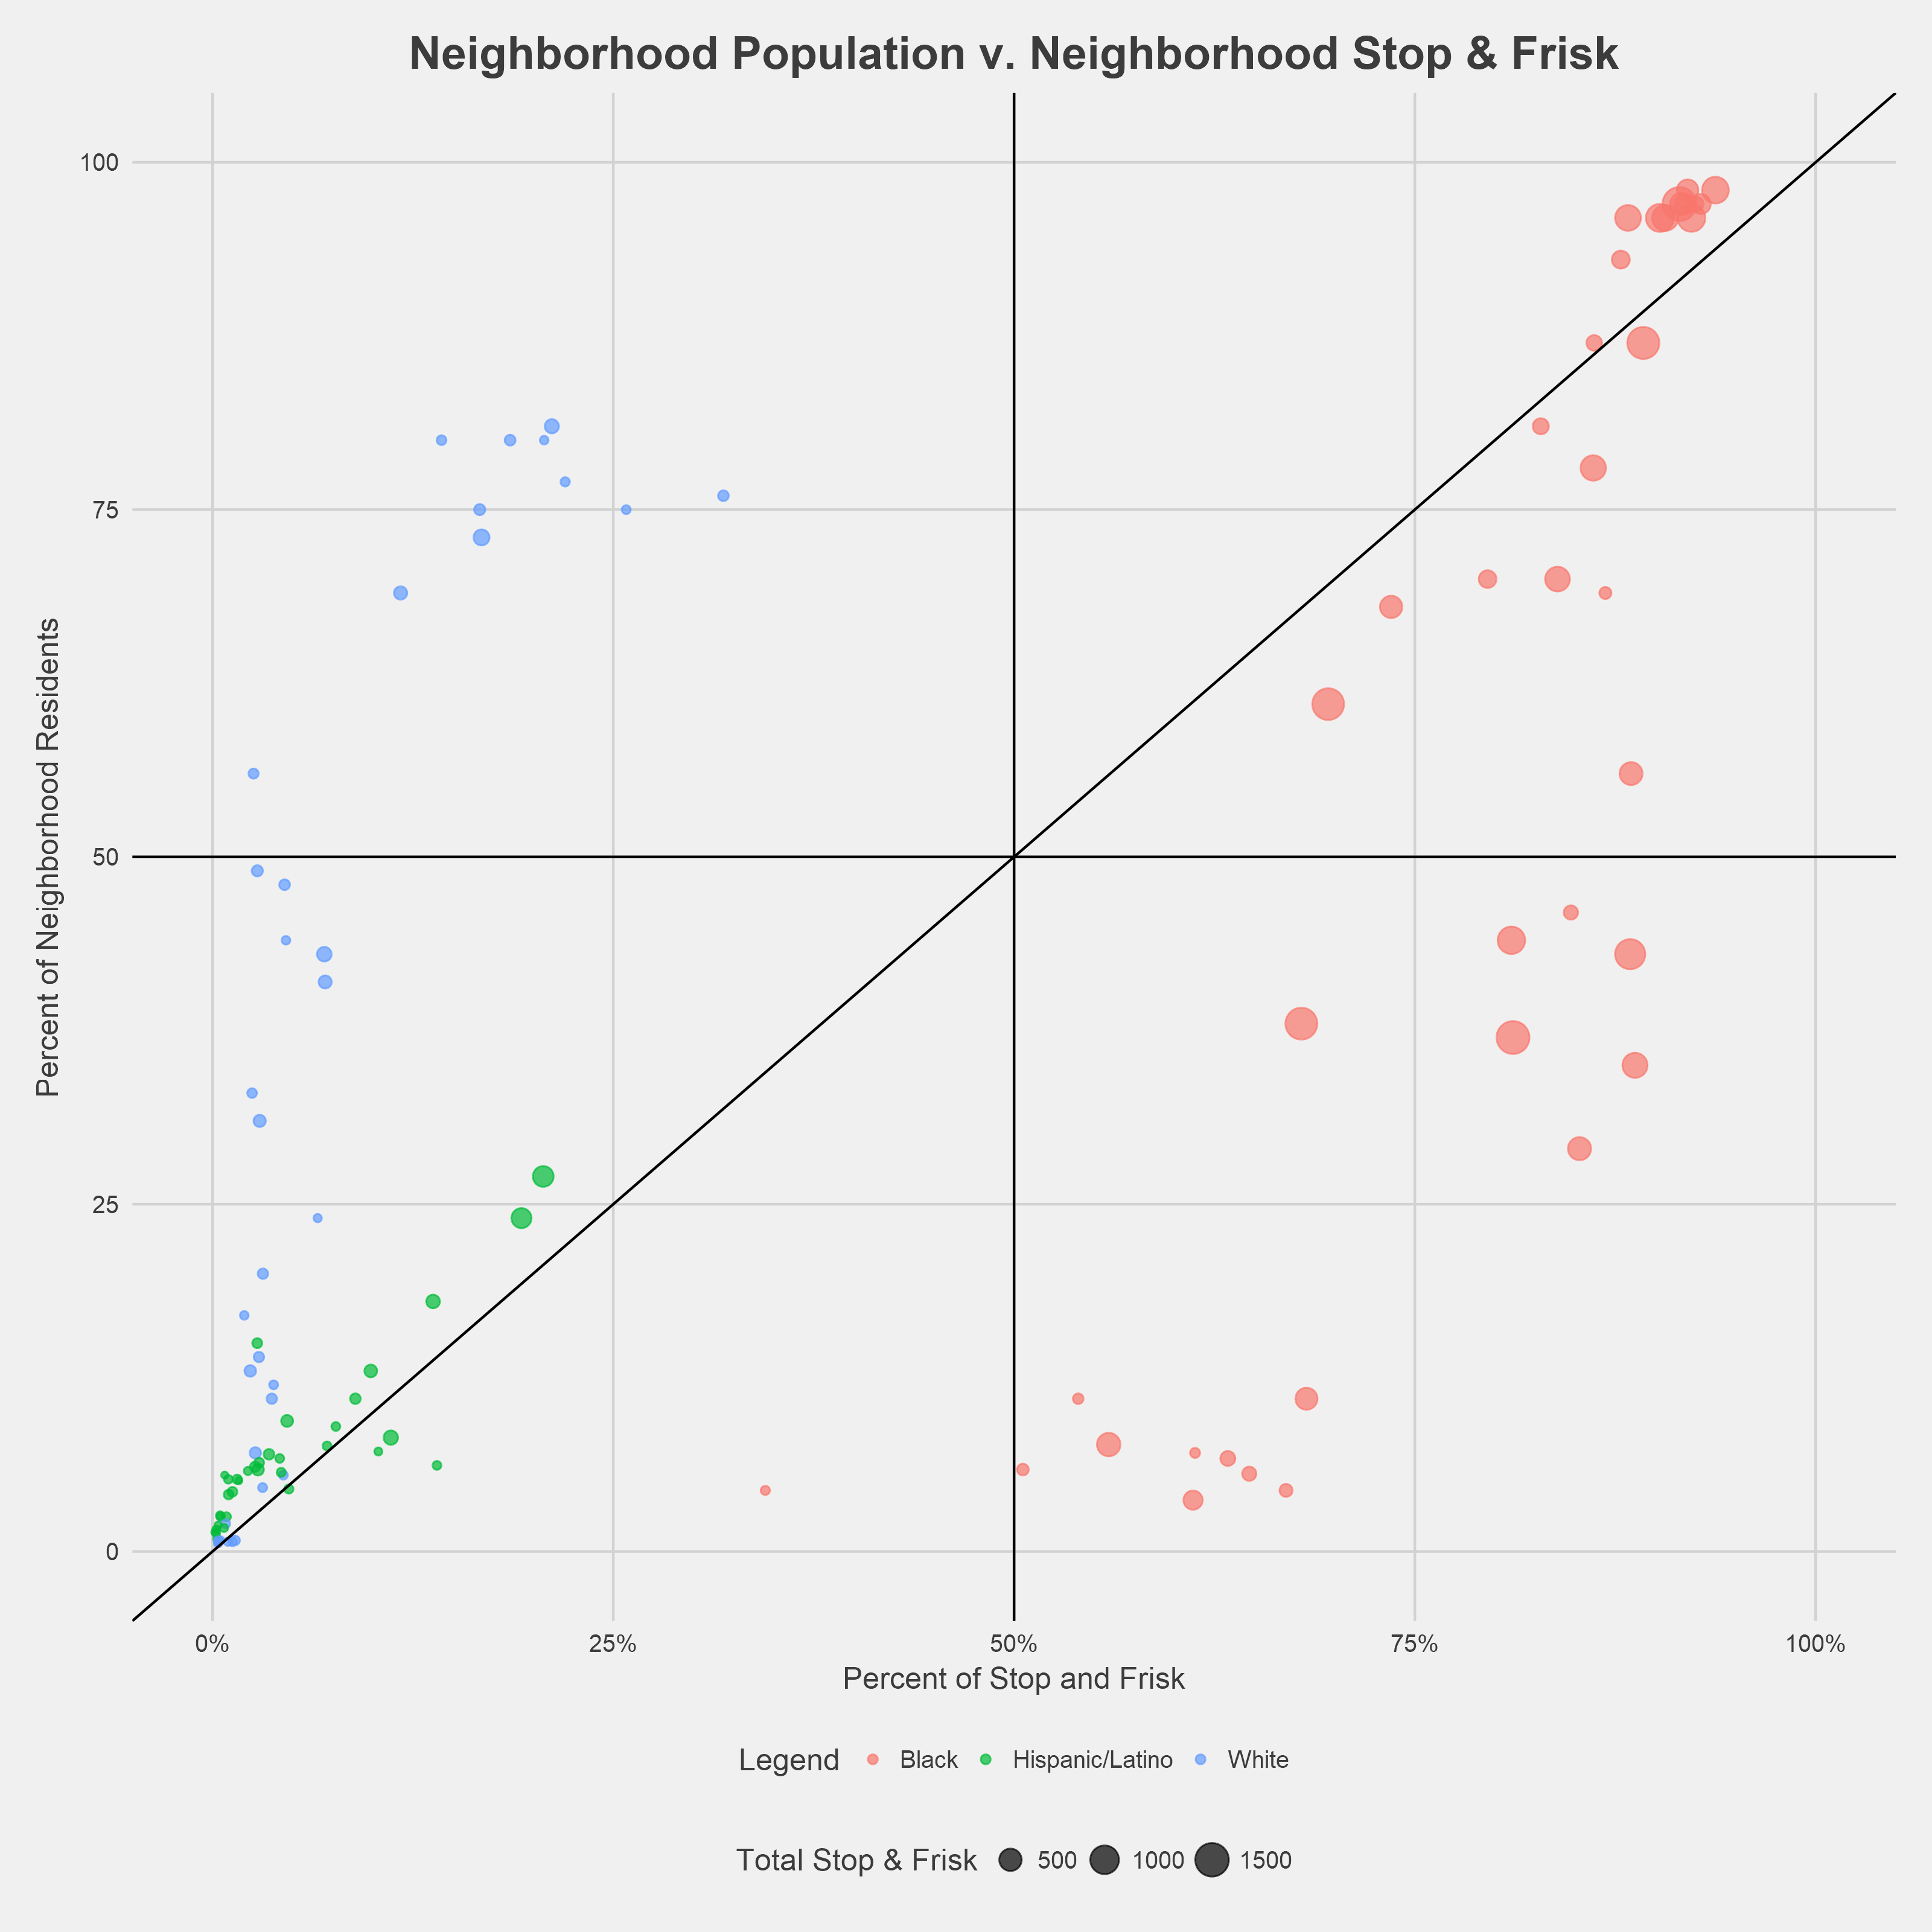 Neighborhood Population v. Neighborhood Stop & Frisk
100
75
50
25
0
Percent of Neighborhood Residents
0% 25% 50% 75% 100%
Percent of Stop and Frisk
Legend Black Hispanic/Latino White
Total Stop & Frisk 500 1000 1500